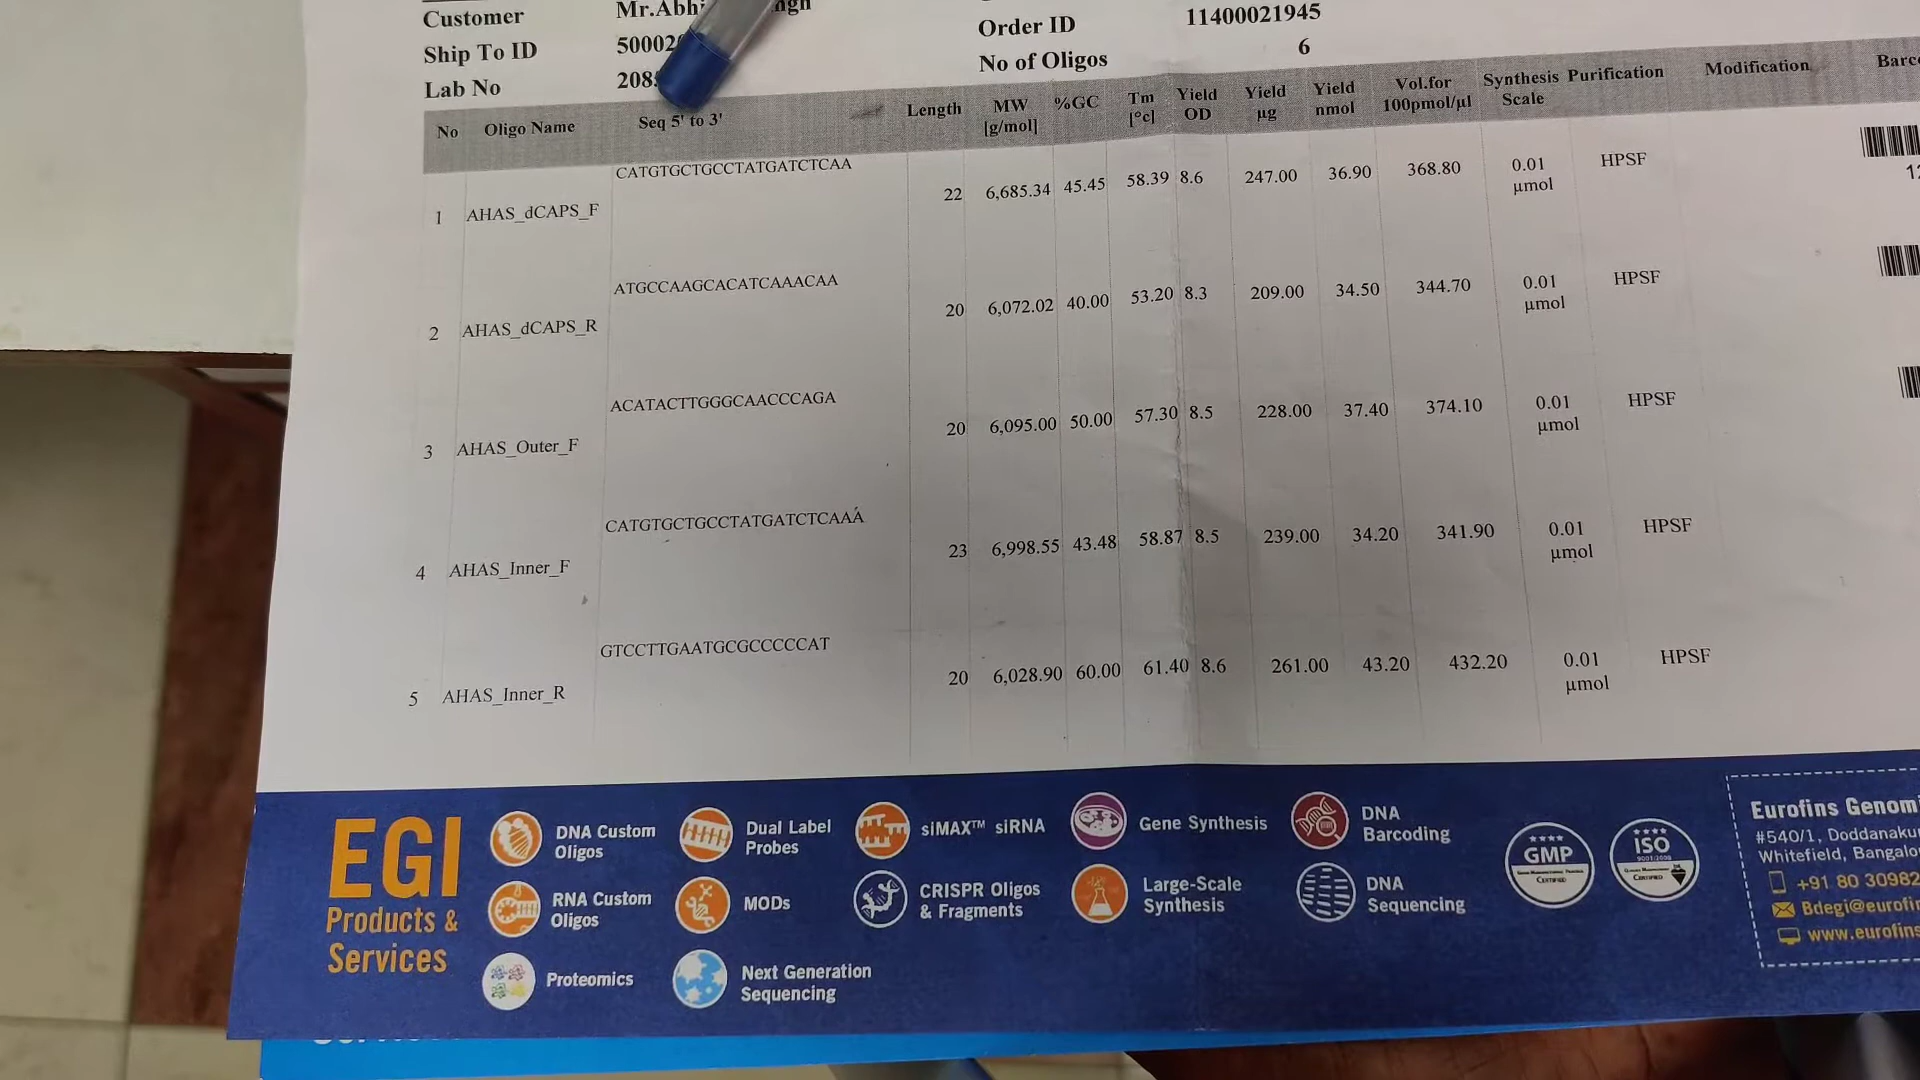 Customer
Ship To ID
Lab No
Order ID 11400021945
No of Oligos 6
No Oligo Name Seq 5' to 3' Length MW [g/mol] %GC Tm [°c] Yield OD Yield µg Yield nmol Vol.for 100pmol/µl Synthesis Scale Purification Modification
1 AHAS_dCAPS_F CATGTGCTGCCTATGATCTCAA 22 6,685.34 45.45 58.39 8.6 247.00 36.90 368.80 0.01 µmol HPSF
2 AHAS_dCAPS_R ATGCCAAGCACATCAAACAA 20 6,072.02 40.00 53.20 8.3 209.00 34.50 344.70 0.01 µmol HPSF
3 AHAS_Outer_F ACATACTTGGGCAACCCAGA 20 6,095.00 50.00 57.30 8.5 228.00 37.40 374.10 0.01 µmol HPSF
4 AHAS_Inner_F CATGTGCTGCCTATGATCTCAAA 23 6,998.55 43.48 58.87 8.5 239.00 34.20 341.90 0.01 µmol HPSF
5 AHAS_Inner_R GTCCTTGAATGCGCCCCCAT 20 6,028.90 60.00 61.40 8.6 261.00 43.20 432.20 0.01 µmol HPSF
EGI
Products &
Services
DNA Custom
Oligos
Dual Label
Probes
siMAX™ siRNA
Gene Synthesis
DNA
Barcoding
RNA Custom
Oligos
MODs
CRISPR Oligos
& Fragments
Large-Scale
Synthesis
DNA
Sequencing
Proteomics
Next Generation
Sequencing
GMP
CERTIFIED
ISO
CERTIFIED
Eurofins
#540/1,
Whitefield,
+91 80